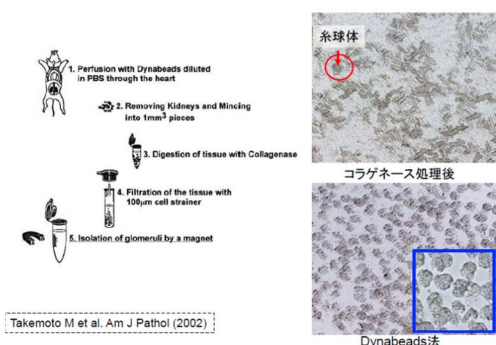 1. Perfusion with Dynabeads diluted
in PBS through the heart
2. Removing Kidneys and Mincing
into 1mm3 pieces
3. Digestion of tissue with Collagenase
4. Filtration of the tissue with
100μm cell strainer
5. Isolation of glomeruli by a magnet
Takemoto M et al. Am J Pathol (2002)
糸球体
コラゲネース処理後
Dynabeads法